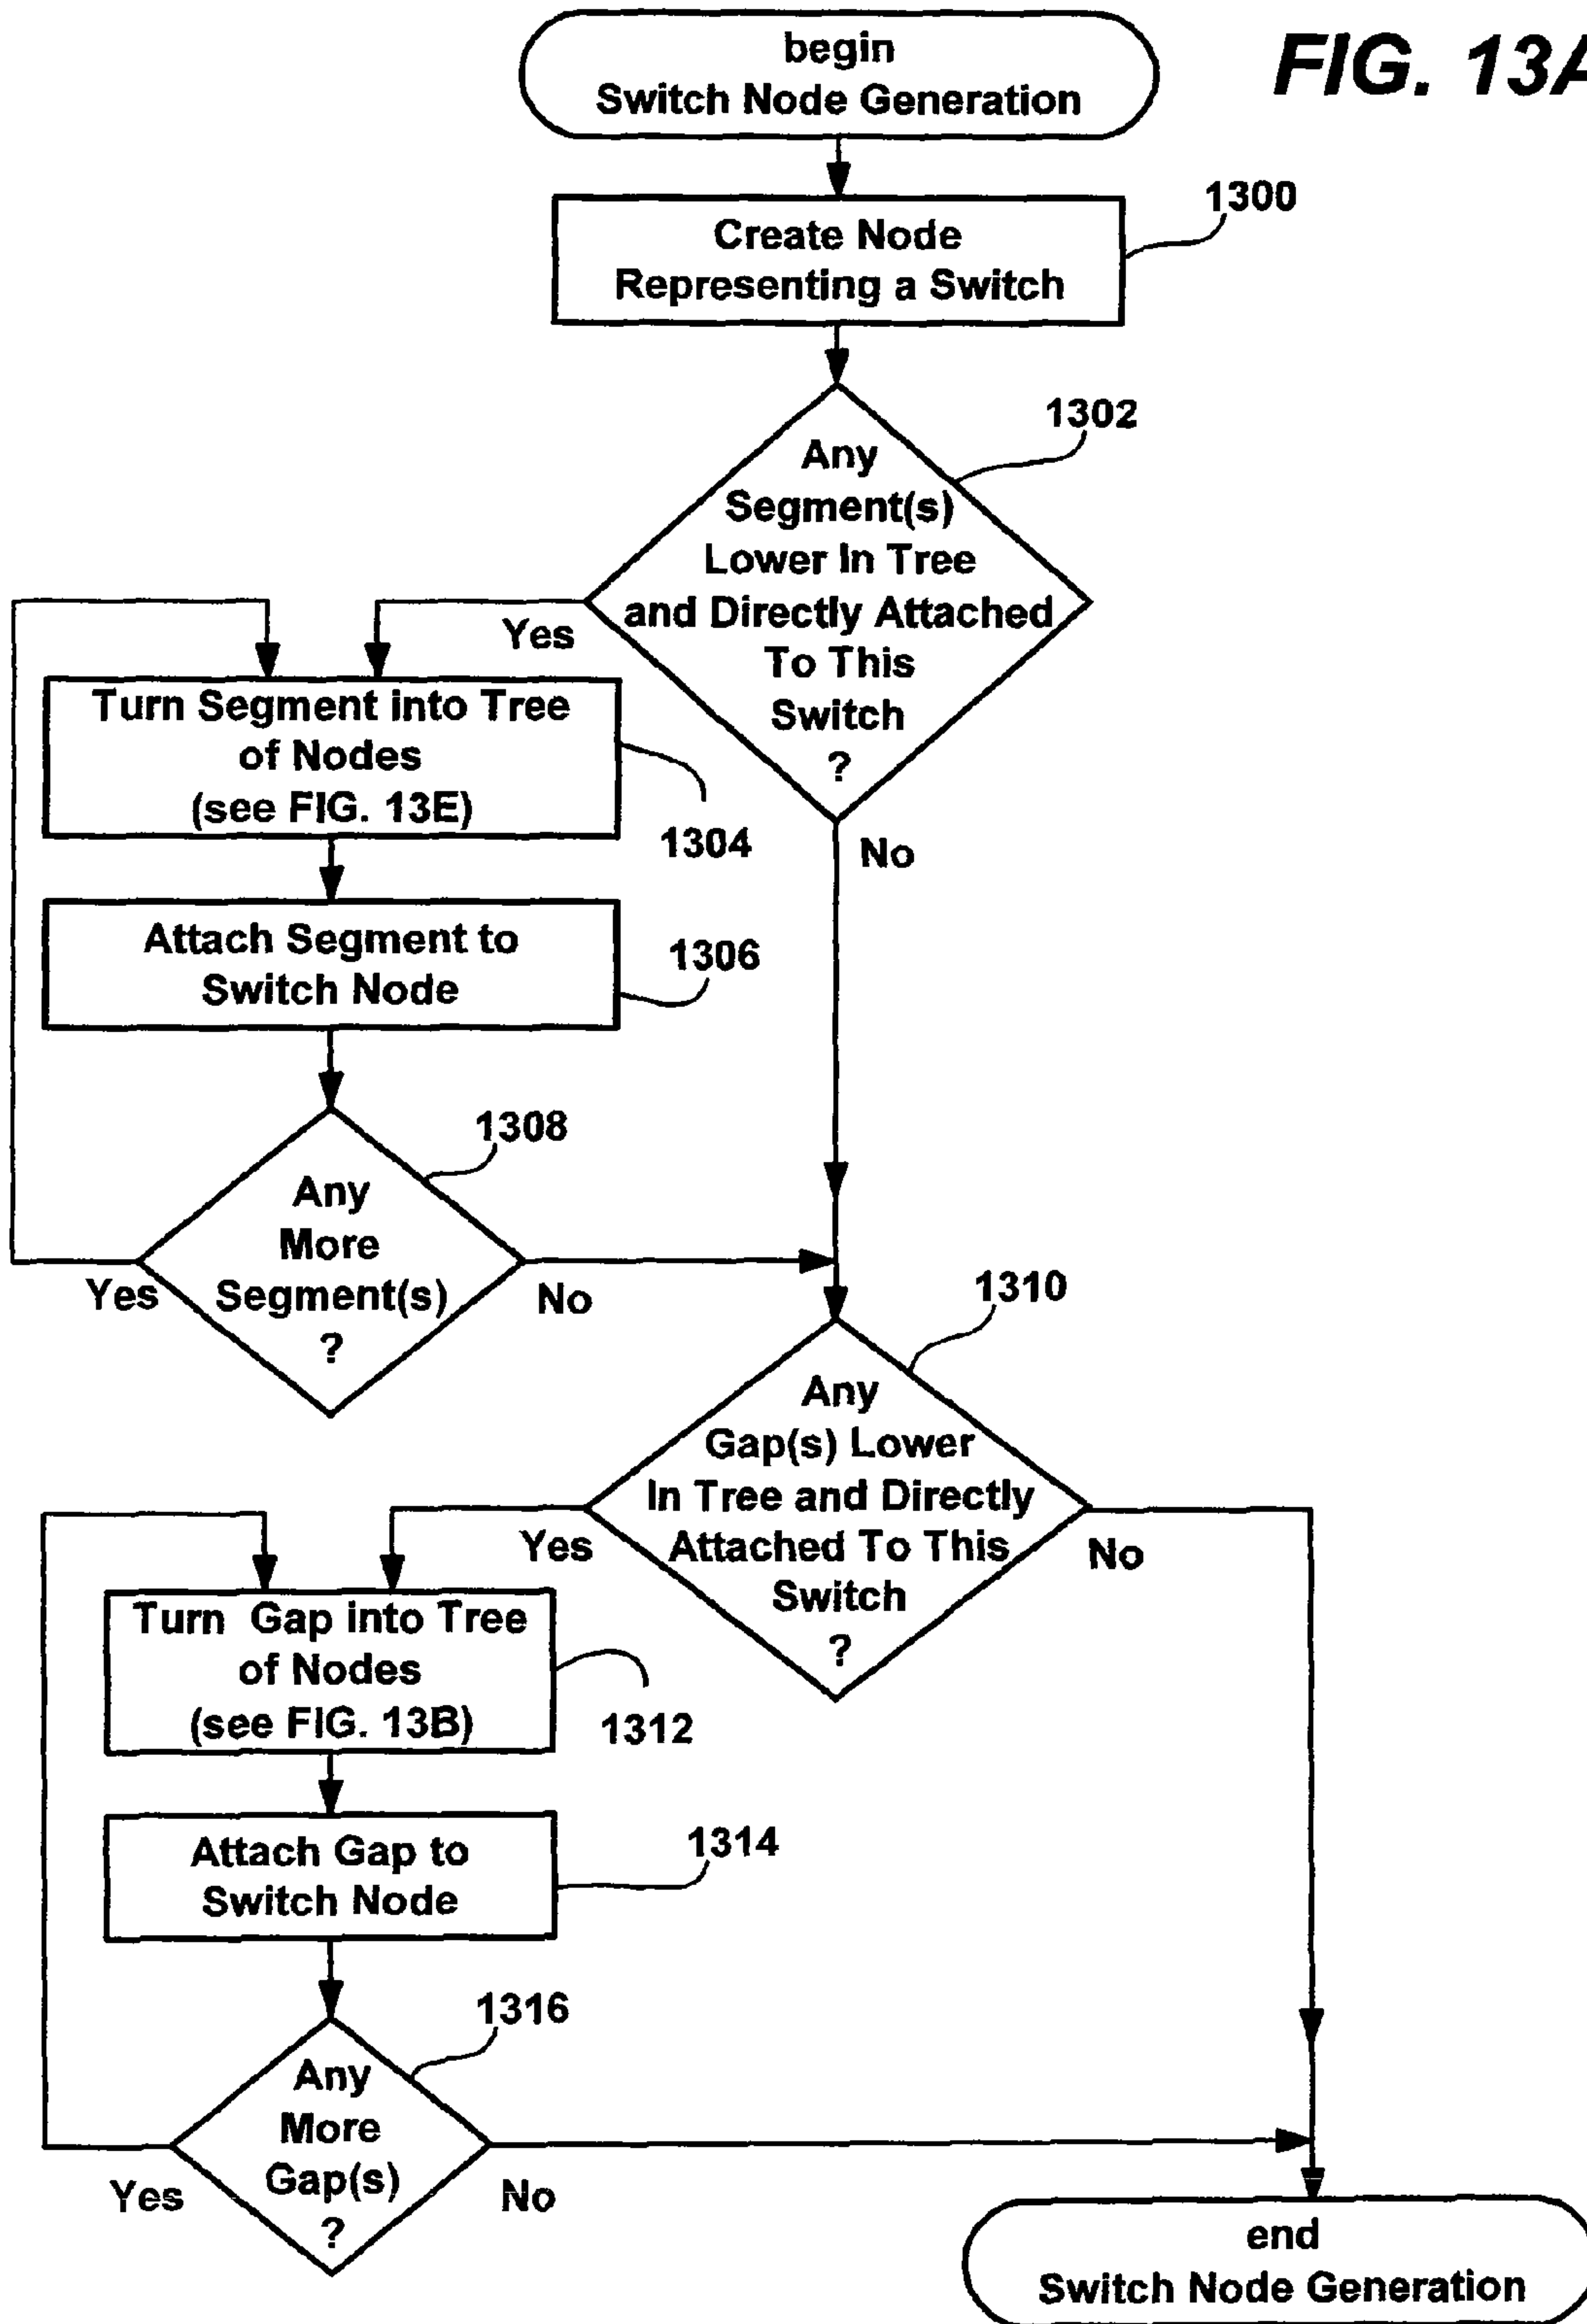 begin
Switch Node Generation
FIG. 13A
1300
Create Node
Representing a Switch
1302
Any
Segment(s)
Lower In Tree
and Directly Attached
To This
Switch
?
Yes
No
Turn Segment into Tree
of Nodes
(see FIG. 13E)
1304
Attach Segment to
Switch Node
1306
1308
Any
More
Segment(s)
?
Yes
No
1310
Any
Gap(s) Lower
In Tree and Directly
Attached To This
Switch
?
Yes
No
Turn Gap into Tree
of Nodes
(see FIG. 13B)
1312
Attach Gap to
Switch Node
1314
1316
Any
More
Gap(s)
?
Yes
No
end
Switch Node Generation